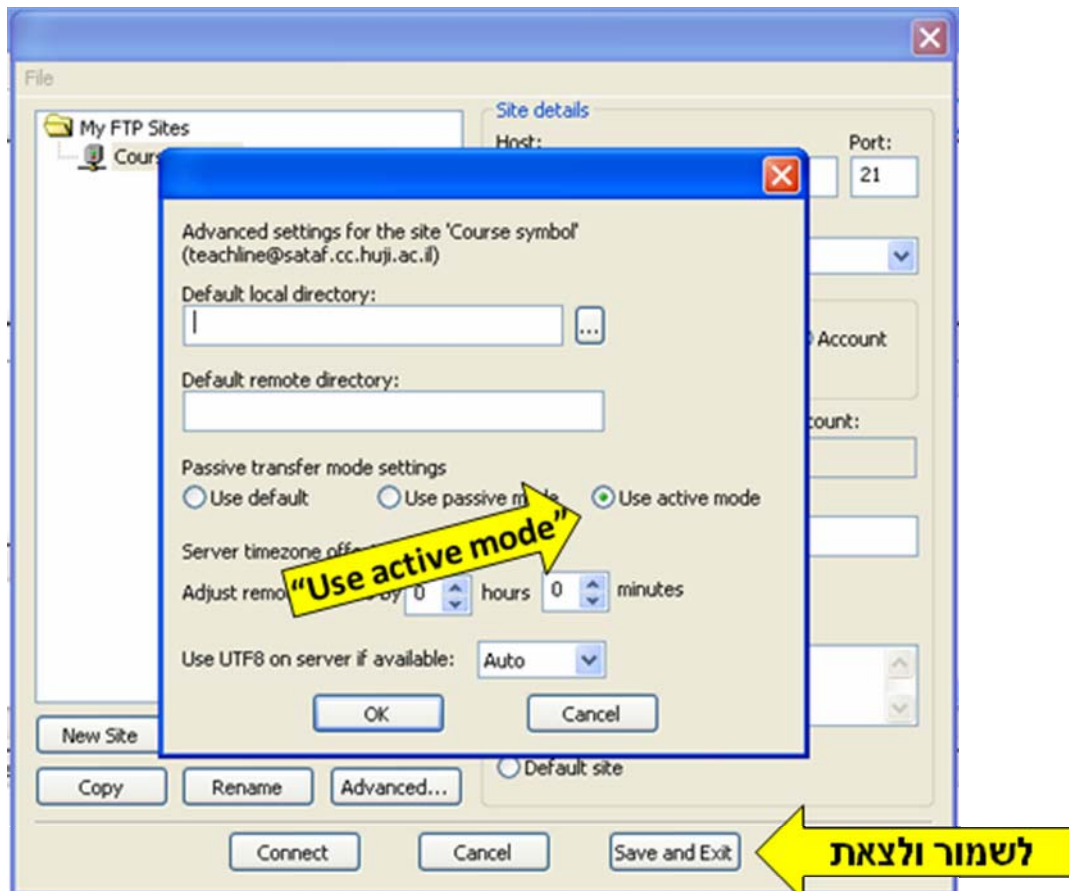 File
My FTP Sites
Site details
Host:
Port:
21
Advanced settings for the site 'Course symbol'
(teachline@sataf.cc.huji.ac.il)
Default local directory:
...
Account
Default remote directory:
Passive transfer mode settings
Use default
Use passive
Use active mode
"Use active mode"
Server timezone
Adjust
by 0 hours 0 minutes
Use UTF8 on server if available: Auto
OK
Cancel
New Site
Default site
Copy
Rename
Advanced...
Connect
Cancel
Save and Exit
לשמור ולצאת